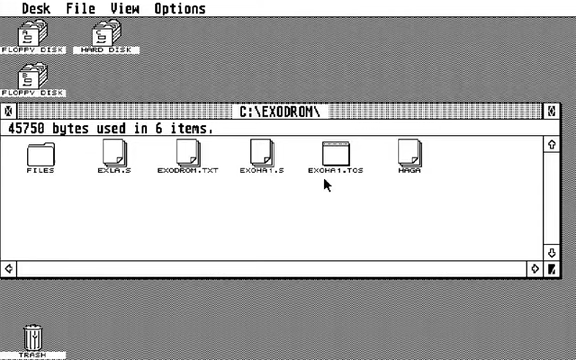 Desk File View Options
FLOPPY DISK HARD DISK
FLOPPY DISK
C:\EXODROM\
45750 bytes used in 6 items.
FILES EXLA.S EXODROM.TXT EXOHA1.S EXOHA1.TOS HAGA
TRASH